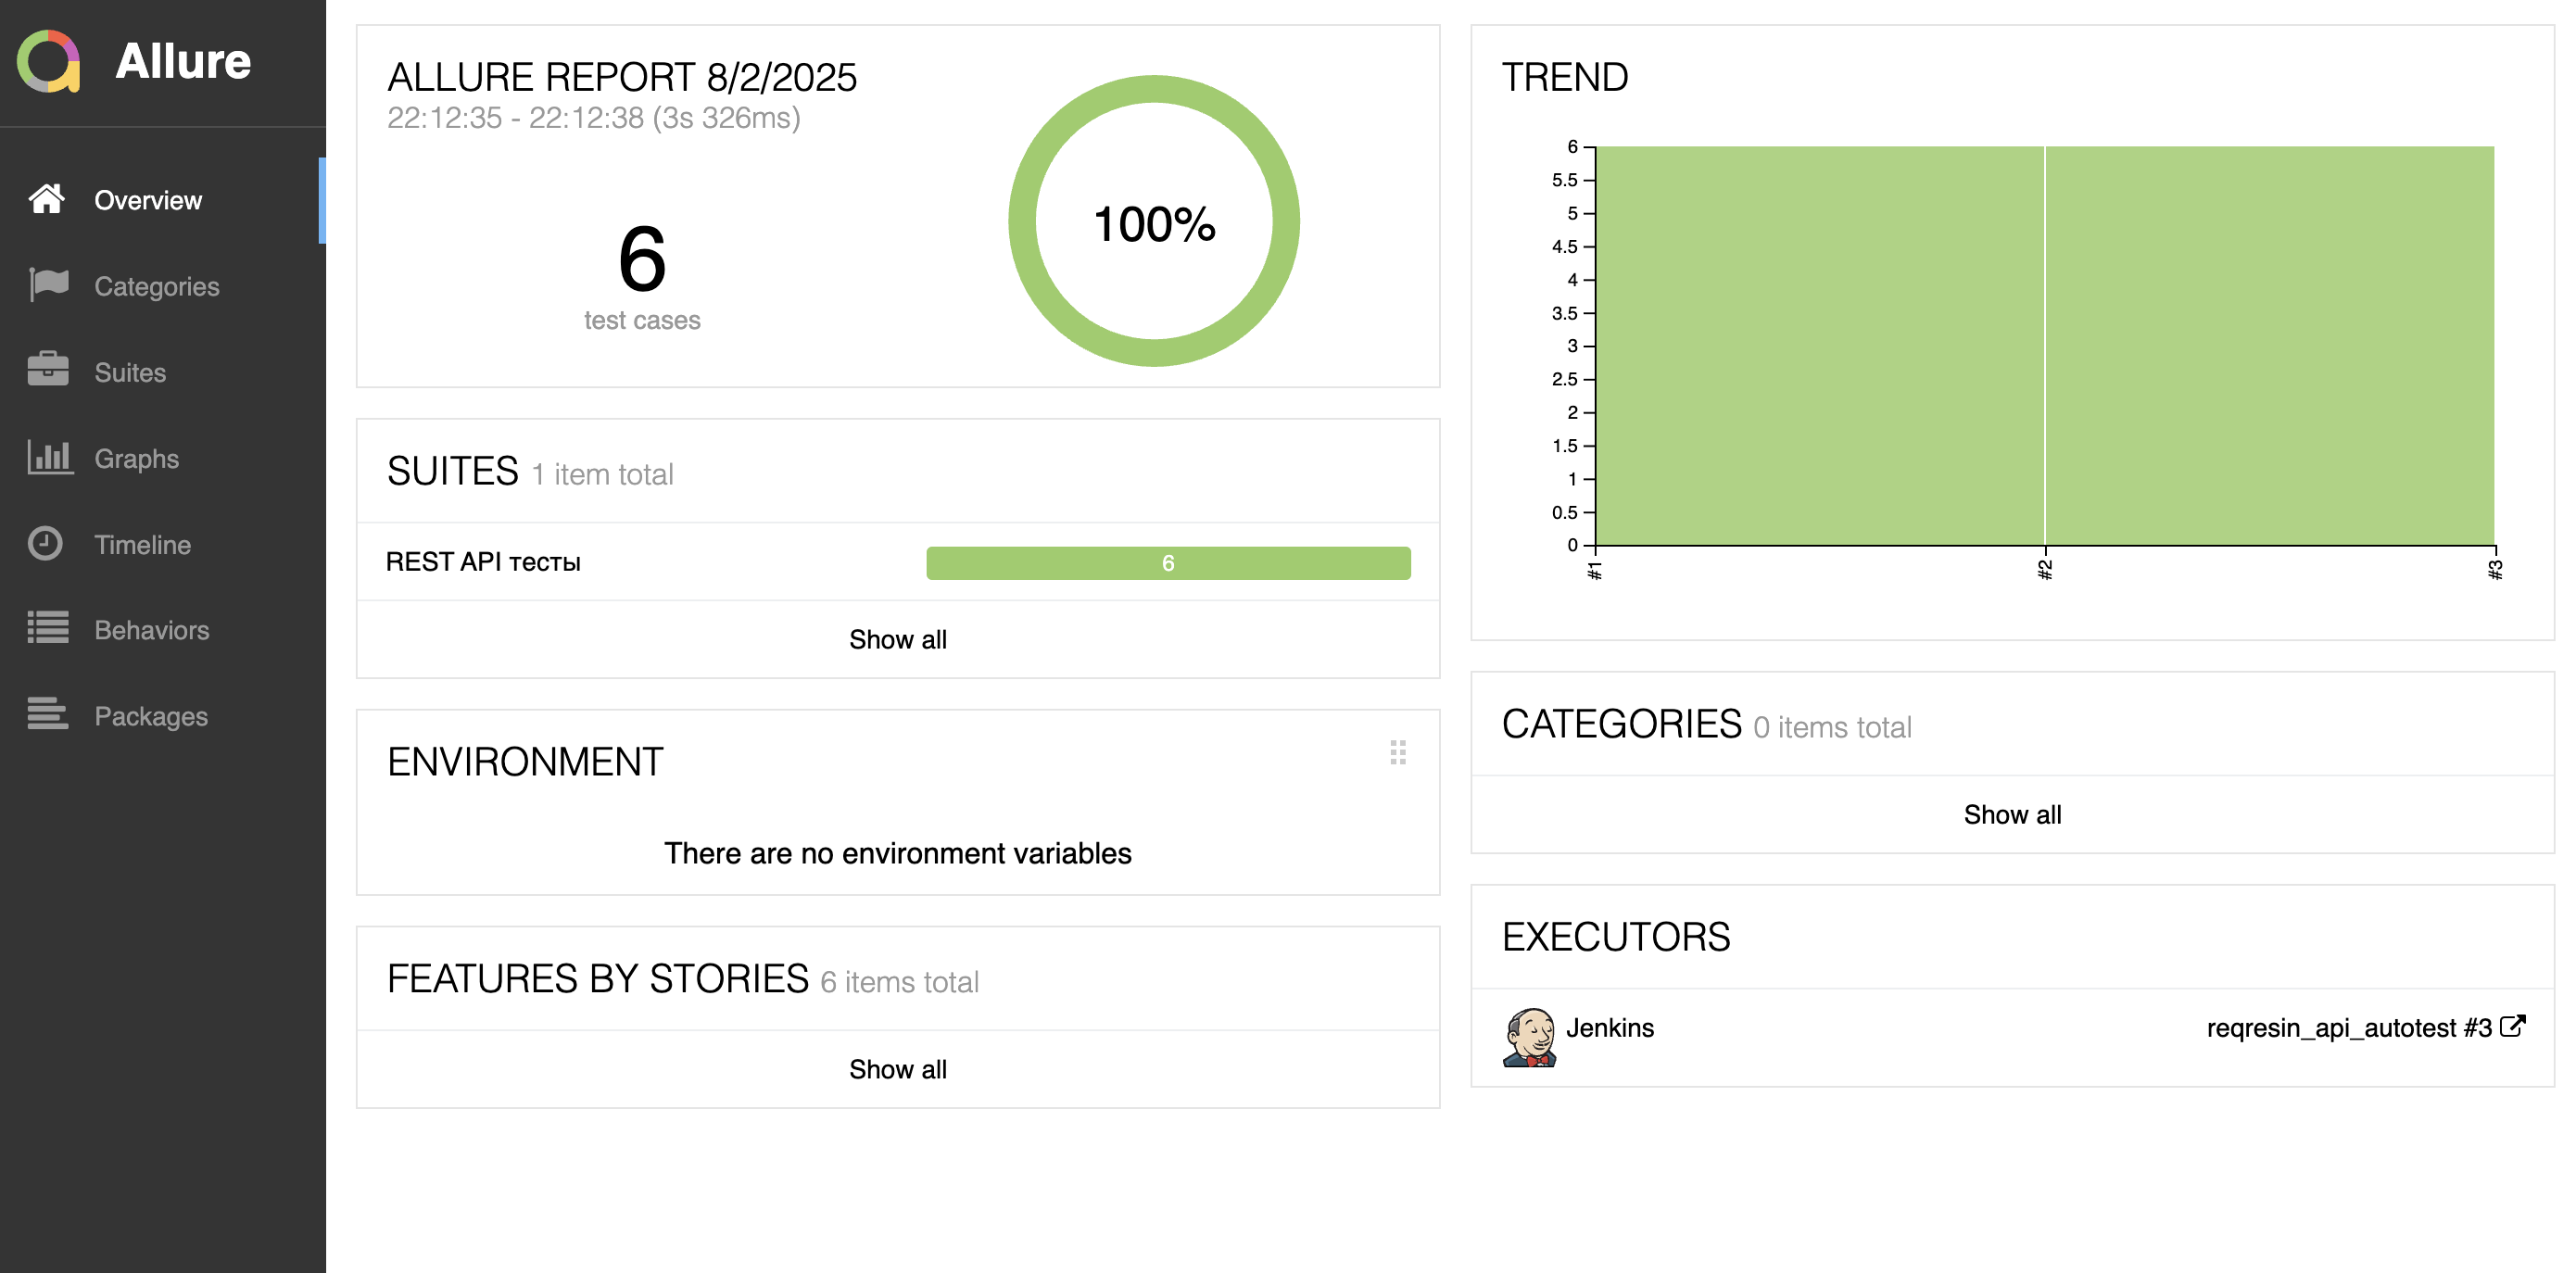 Allure
Overview
Categories
Suites
Graphs
Timeline
Behaviors
Packages
ALLURE REPORT 8/2/2025
22:12:35 - 22:12:38 (3s 326ms)
6
test cases
100%
SUITES 1 item total
REST API тесты 6
Show all
ENVIRONMENT
There are no environment variables
FEATURES BY STORIES 6 items total
Show all
TREND
6
5.5
5
4.5
4
3.5
3
2.5
2
1.5
1
0.5
0
#1 #2 #3
CATEGORIES 0 items total
Show all
EXECUTORS
Jenkins reqresin_api_autotest #3